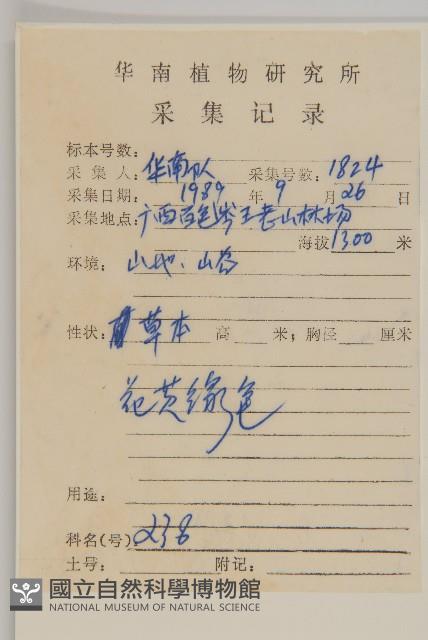 华南植物研究所
采集记录
标本号数:
采集人:华南队 采集号数:1824
采集日期: 1989 年 9 月 26 日
采集地点:广西百色岑王老山林场
海拔1300米
环境:山地、山谷
性状: 草本 高 米;胸径 厘米
花黄绿色
用途:
科名(号):238
土号: 附记:
國立自然科學博物館
NATIONAL MUSEUM OF NATURAL SCIENCE